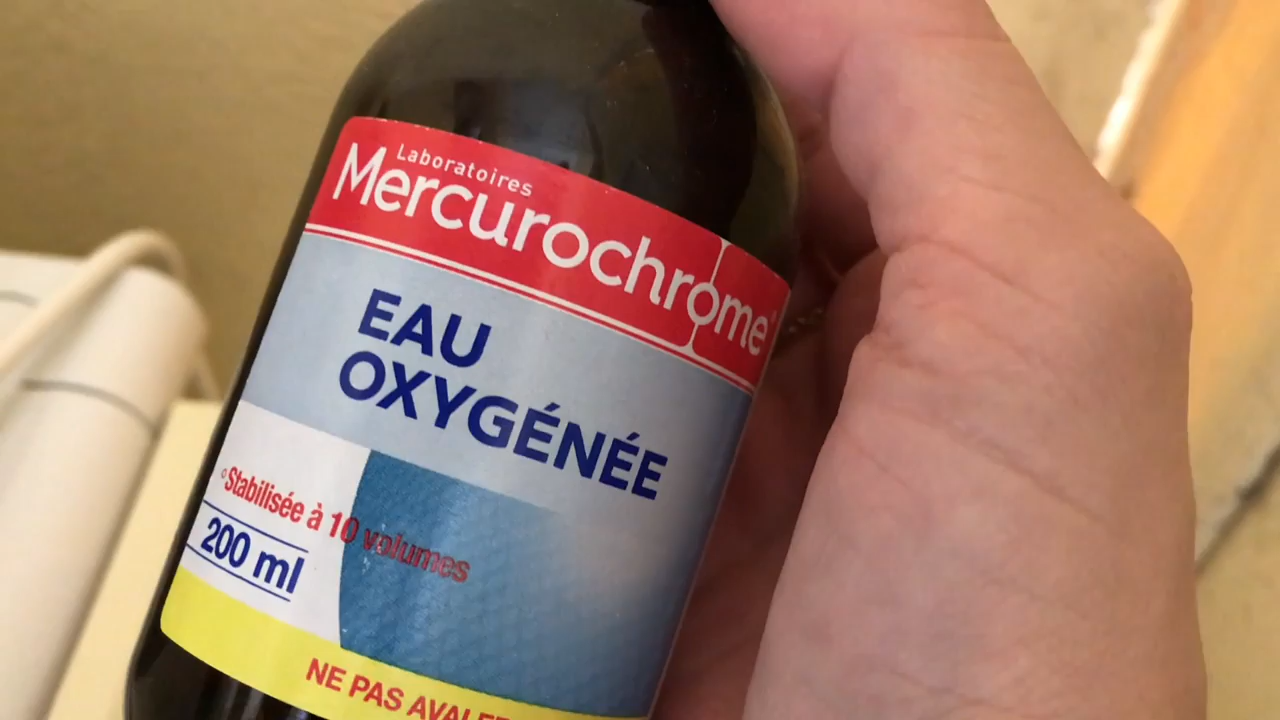 Laboratoires
Mercurochrome®
EAU
OXYGÉNÉE
Stabilisée à 10 volumes
200 ml
NE PAS AVALER